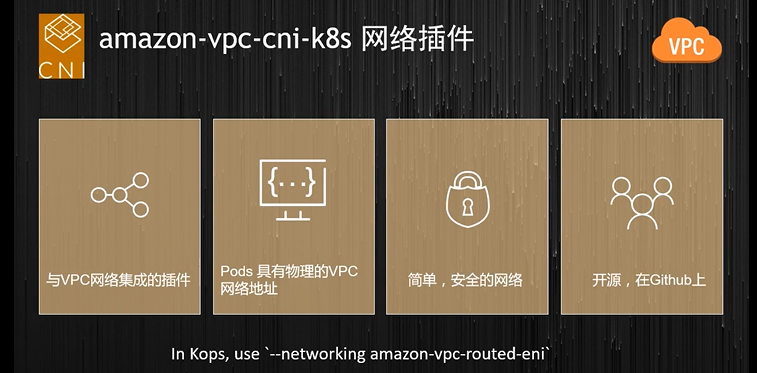 CNI
amazon-vpc-cni-k8s 网络插件
VPC
与VPC网络集成的插件
{...}
Pods 具有物理的VPC
网络地址
简单，安全的网络
开源，在Github上
In Kops, use `--networking amazon-vpc-routed-eni`